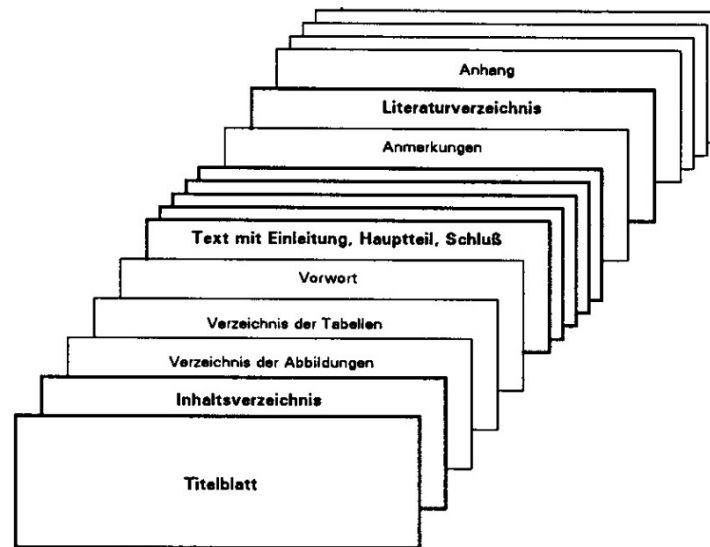 Anhang
Literaturverzeichnis
Anmerkungen
Text mit Einleitung, Hauptteil, Schluß
Vorwort
Verzeichnis der Tabellen
Verzeichnis der Abbildungen
Inhaltsverzeichnis
Titelblatt